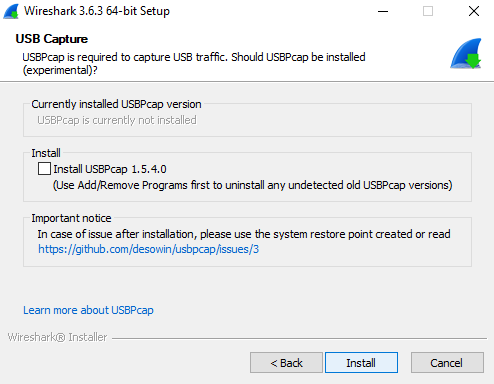 Wireshark 3.6.3 64-bit Setup
USB Capture
USBPcap is required to capture USB traffic. Should USBPcap be installed
(experimental)?
Currently installed USBPcap version
USBPcap is currently not installed
Install
Install USBPcap 1.5.4.0
(Use Add/Remove Programs first to uninstall any undetected old USBPcap versions)
Important notice
In case of issue after installation, please use the system restore point created or read
https://github.com/desowin/usbpcap/issues/3
Learn more about USBPcap
Wireshark® Installer
< Back
Install
Cancel